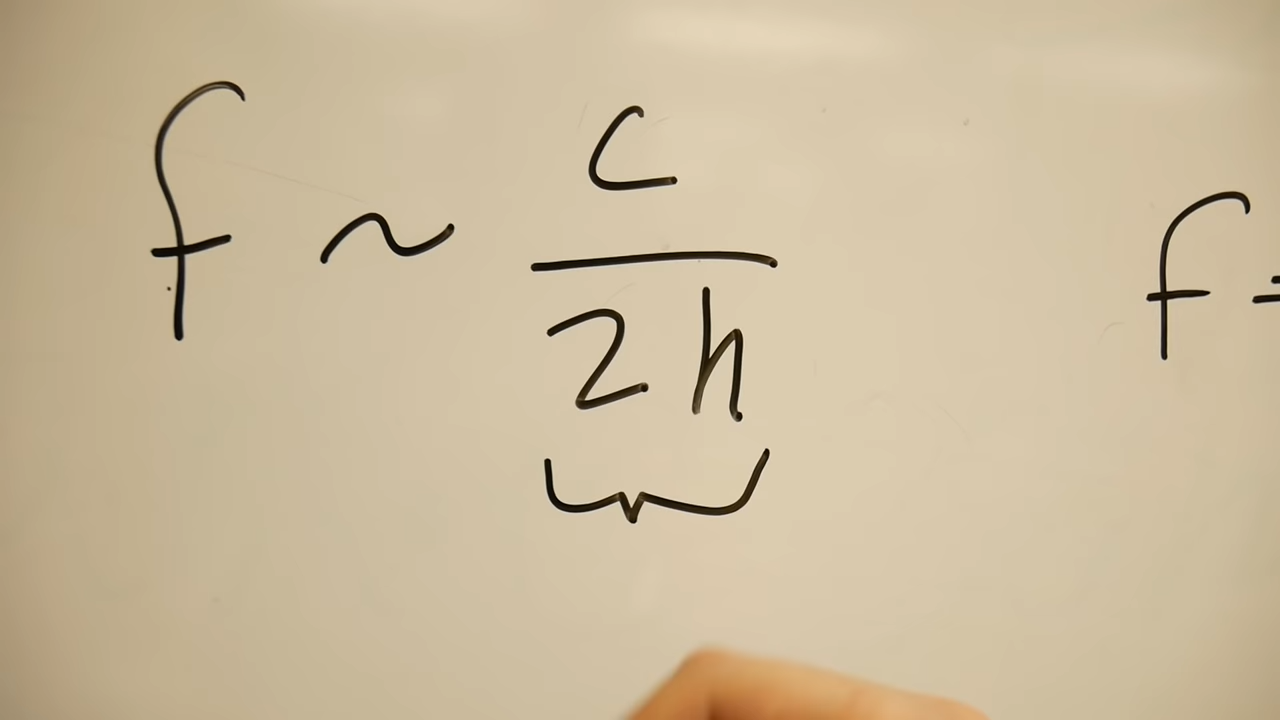 f ~ c / 2h
f =